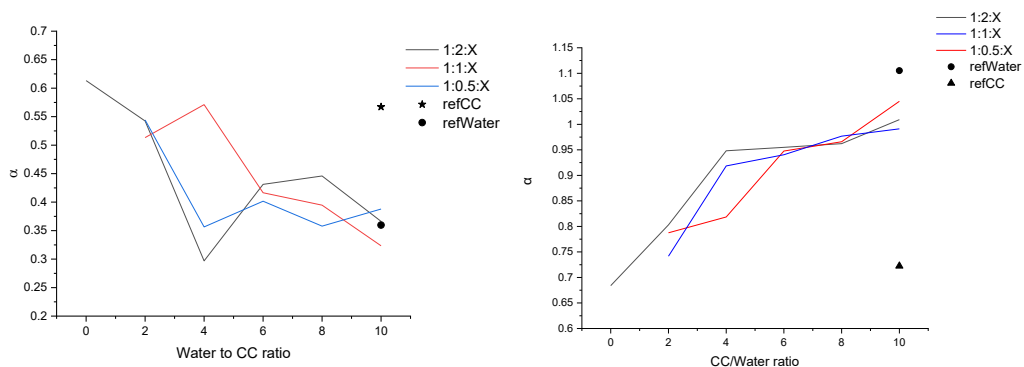 0.7
0.65
0.6
0.55
0.5
0.45
0.4
0.35
0.3
0.25
0.2
α
0 2 4 6 8 10
Water to CC ratio
1:2:X
1:1:X
1:0.5:X
refCC
refWater
1.15
1.1
1.05
1
0.95
0.9
0.85
0.8
0.75
0.7
0.65
0.6
α
0 2 4 6 8 10
CC/Water ratio
1:2:X
1:1:X
1:0.5:X
refWater
refCC